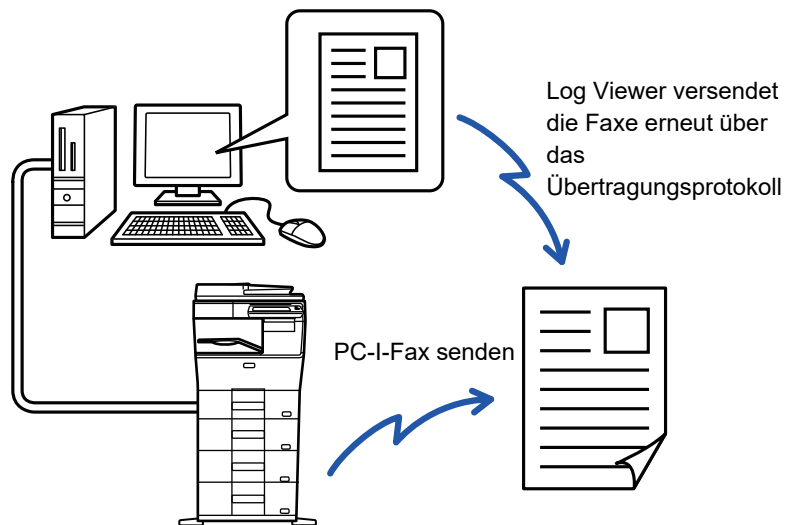 Log Viewer versendet
die Faxe erneut über
das
Übertragungsprotokoll
PC-I-Fax senden